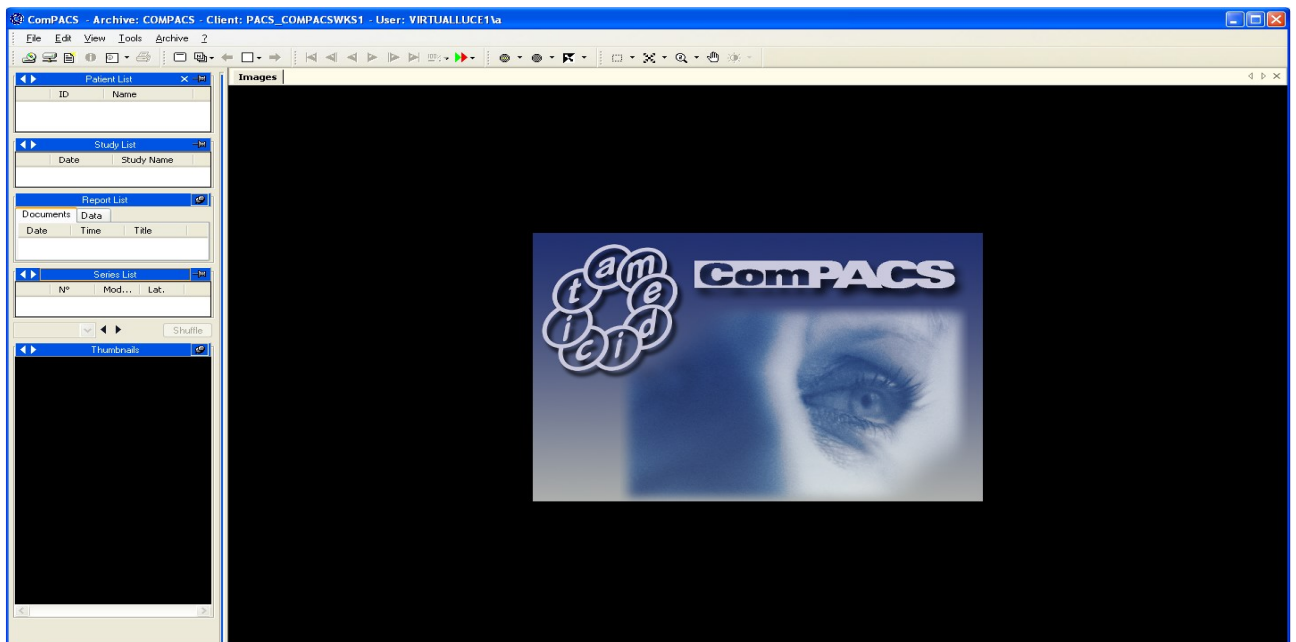 ComPACS - Archive: COMPACS - Client: PACS_COMPACSWKS1 - User: VIRTUALLUCE1\a
File Edit View Tools Archive ?
Patient List
ID Name
Study List
Date Study Name
Report List
Documents Data
Date Time Title
Series List
N° Mod... Lat.
Shuffle
Thumbnails
Images
medicimatic
ComPACS